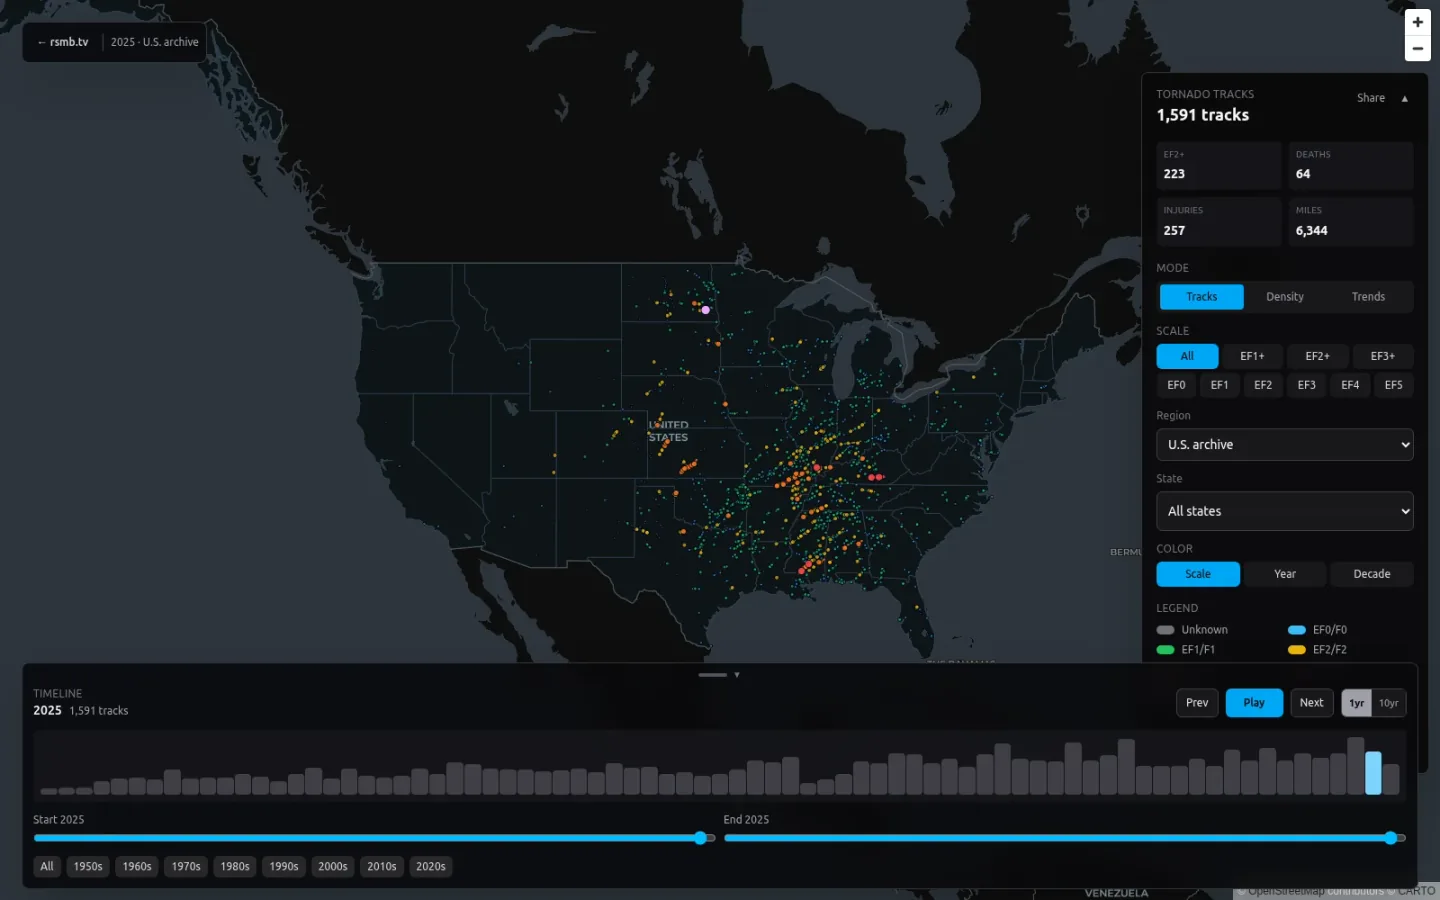 ← rsmb.tv 2025 · U.S. archive
+
−
TORNADO TRACKS
1,591 tracks
Share ▲
EF2+
223
DEATHS
64
INJURIES
257
MILES
6,344
MODE
Tracks Density Trends
SCALE
All EF1+ EF2+ EF3+
EF0 EF1 EF2 EF3 EF4 EF5
Region
U.S. archive
State
All states
COLOR
Scale Year Decade
LEGEND
Unknown EF0/F0
EF1/F1 EF2/F2
UNITED
STATES
BERMU
THE BAHAMAS
TIMELINE
2025 1,591 tracks
Prev Play Next 1yr 10yr
Start 2025 End 2025
All 1950s 1960s 1970s 1980s 1990s 2000s 2010s 2020s
VENEZUELA
© OpenStreetMap contributors © CARTO